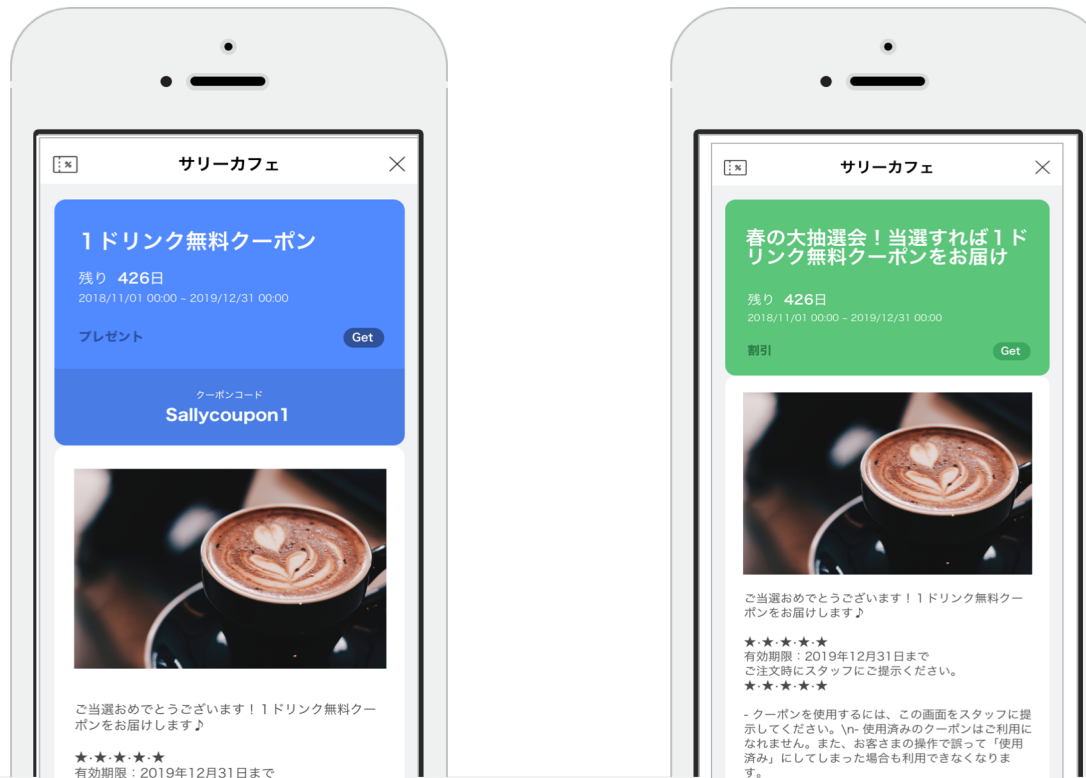 サリーカフェ
1ドリンク無料クーポン
残り 426日
2018/11/01 00:00 ~ 2019/12/31 00:00
プレゼント
Get
クーポンコード
Sallycoupon1
ご当選おめでとうございます！1ドリンク無料クー
ポンをお届けします♪
★·★·★·★·★
有効期限：2019年12月31日まで
サリーカフェ
春の大抽選会！当選すれば1ド
リンク無料クーポンをお届け
残り 426日
2018/11/01 00:00 ~ 2019/12/31 00:00
割引
Get
ご当選おめでとうございます！1ドリンク無料クー
ポンをお届けします♪
★·★·★·★·★
有効期限：2019年12月31日まで
ご注文時にスタッフにご提示ください。
★·★·★·★·★
- クーポンを使用するには、この画面をスタッフに提
示してください。\n- 使用済みのクーポンはご利用に
なれません。また、お客さまの操作で誤って「使用
済み」にしてしまった場合も利用できなくなりま
す。